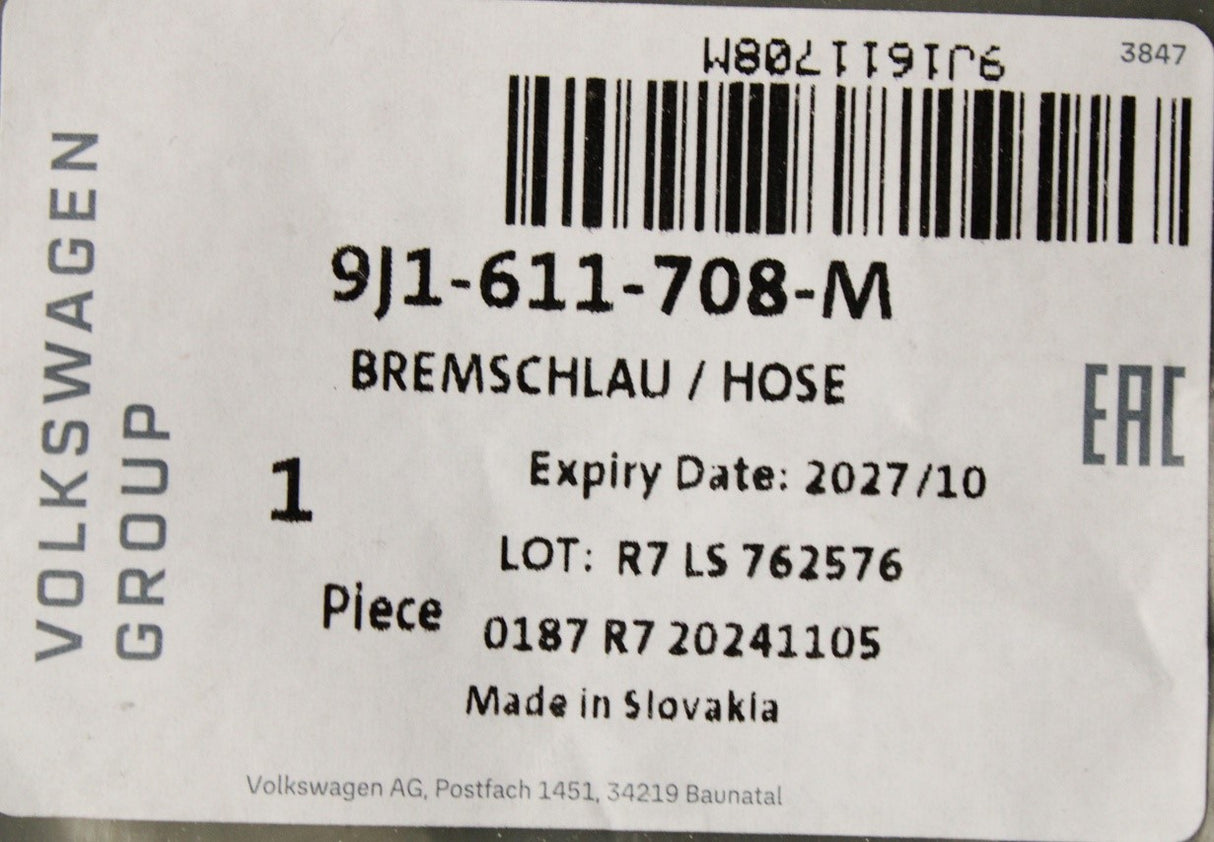 9J1611708M
3847
9J1-611-708-M
BREMSCHLAU / HOSE
EAC
1
Expiry Date: 2027/10
LOT: R7 LS 762576
Piece
0187 R7 20241105
Made in Slovakia
Volkswagen AG, Postfach 1451, 34219 Baunatal
VOLKSWAGEN
GROUP